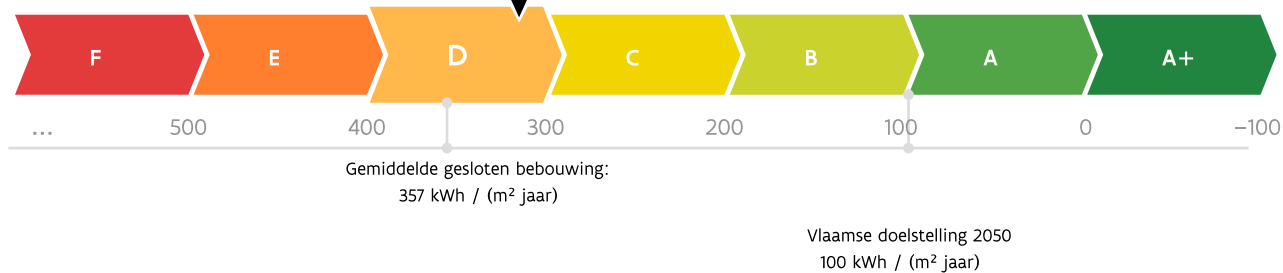 F E D C B A A+
... 500 400 300 200 100 0 −100
Gemiddelde gesloten bebouwing:
357 kWh / (m² jaar)
Vlaamse doelstelling 2050
100 kWh / (m² jaar)